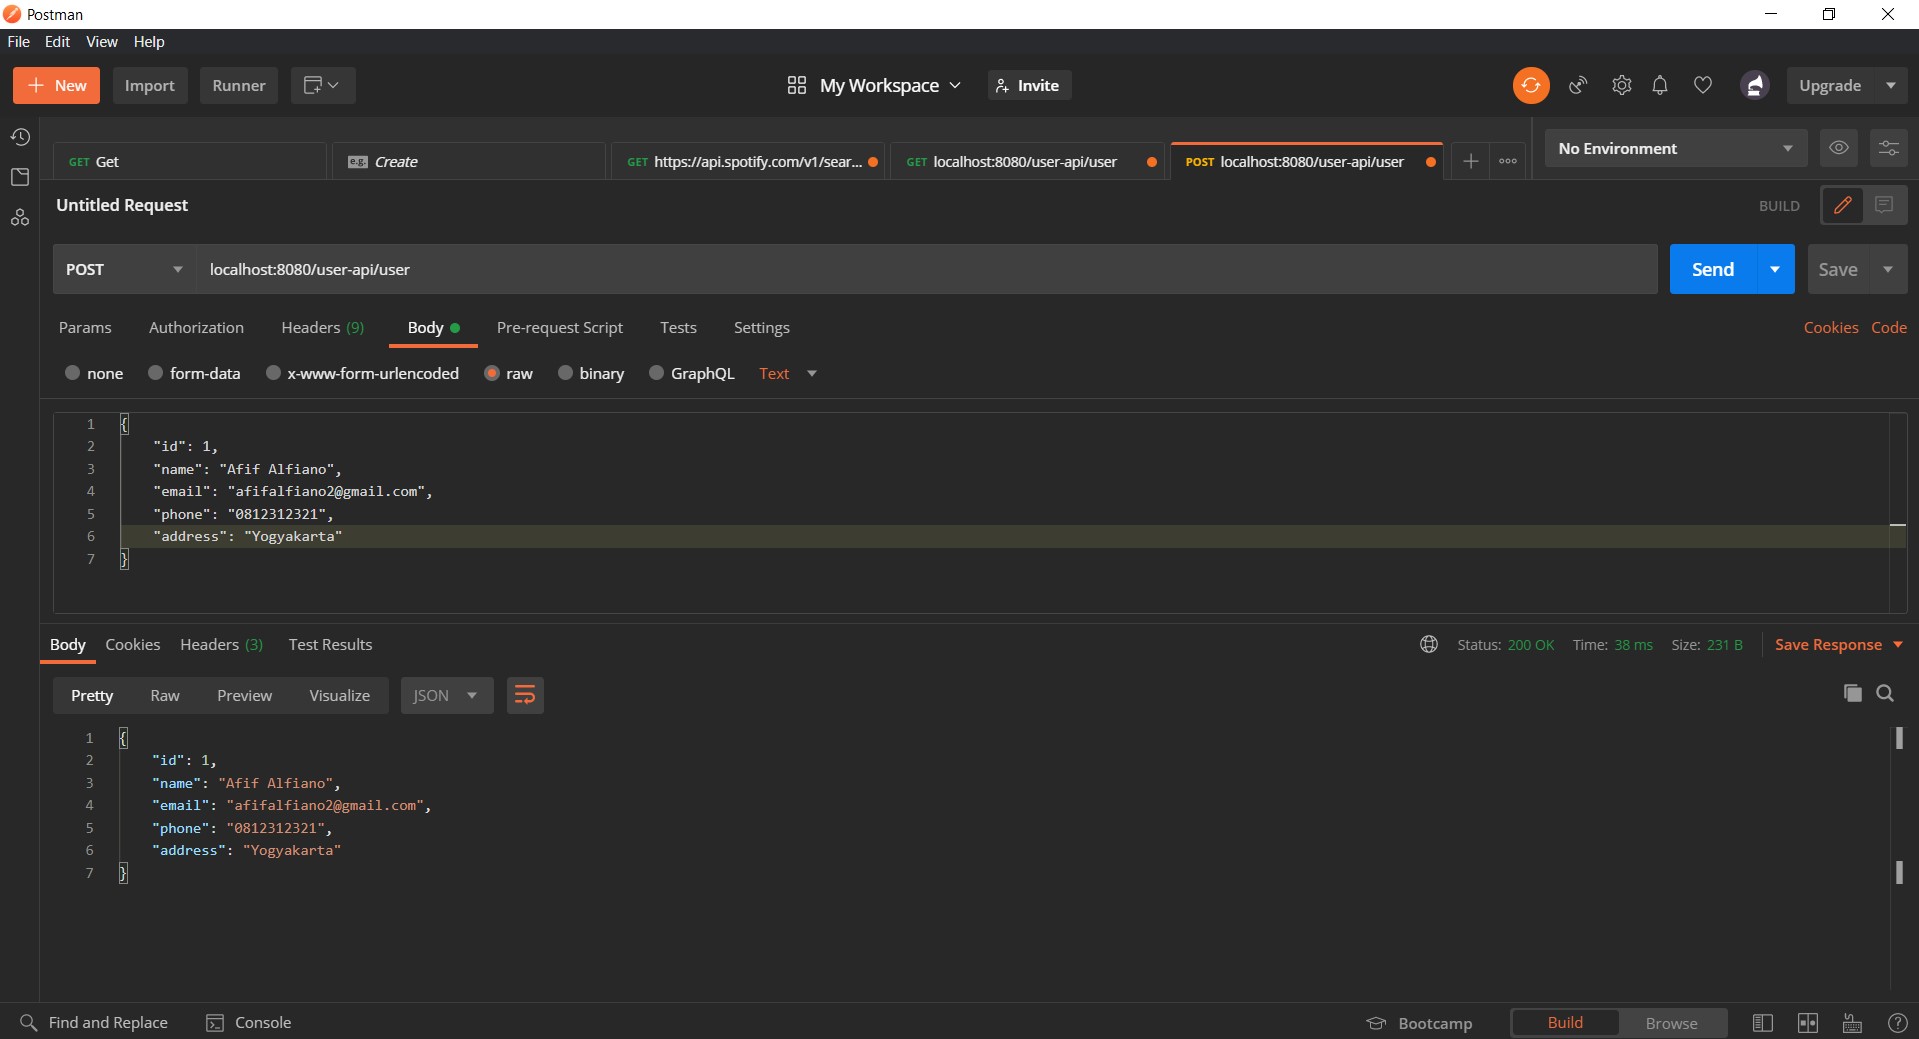 Postman
File Edit View Help
+ New Import Runner My Workspace Invite Upgrade
GET Get e.g. Create GET https://api.spotify.com/v1/sear... GET localhost:8080/user-api/user POST localhost:8080/user-api/user No Environment
Untitled Request BUILD
POST localhost:8080/user-api/user Send Save
Params Authorization Headers (9) Body Pre-request Script Tests Settings Cookies Code
none form-data x-www-form-urlencoded raw binary GraphQL Text
1 {
2 "id": 1,
3 "name": "Afif Alfiano",
4 "email": "afifalfiano2@gmail.com",
5 "phone": "0812312321",
6 "address": "Yogyakarta"
7 }
Body Cookies Headers (3) Test Results Status: 200 OK Time: 38 ms Size: 231 B Save Response
Pretty Raw Preview Visualize JSON
1 {
2 "id": 1,
3 "name": "Afif Alfiano",
4 "email": "afifalfiano2@gmail.com",
5 "phone": "0812312321",
6 "address": "Yogyakarta"
7 }
Find and Replace Console Bootcamp Build Browse